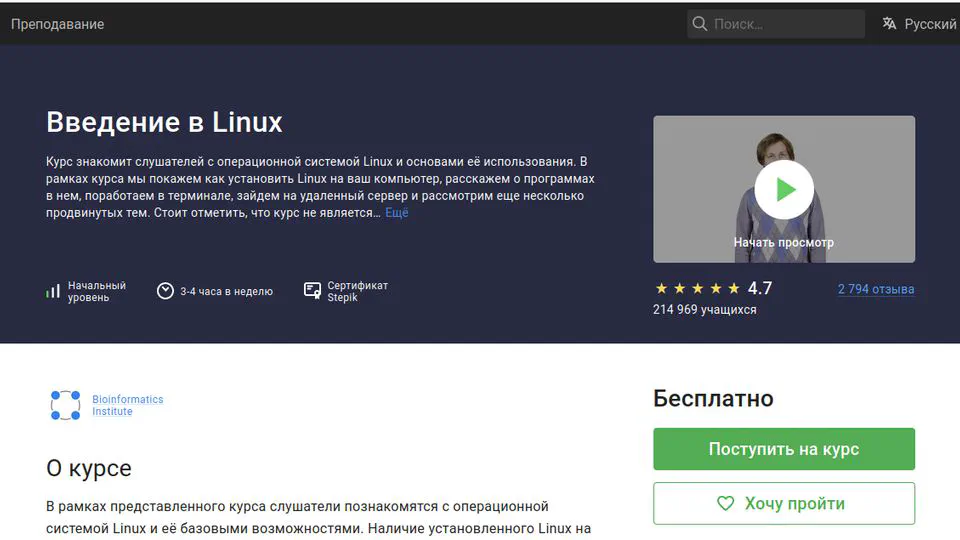 Преподавание
Поиск…
Русский
Введение в Linux
Курс знакомит слушателей с операционной системой Linux и основами её использования. В
рамках курса мы покажем как установить Linux на ваш компьютер, расскажем о программах
в нем, поработаем в терминале, зайдем на удаленный сервер и рассмотрим еще несколько
продвинутых тем. Стоит отметить, что курс не является… Ещё
Начальный
уровень
3-4 часа в неделю
Сертификат
Stepik
Начать просмотр
4.7
2 794 отзыва
214 969 учащихся
Bioinformatics
Institute
Бесплатно
Поступить на курс
Хочу пройти
О курсе
В рамках представленного курса слушатели познакомятся с операционной
системой Linux и её базовыми возможностями. Наличие установленного Linux на